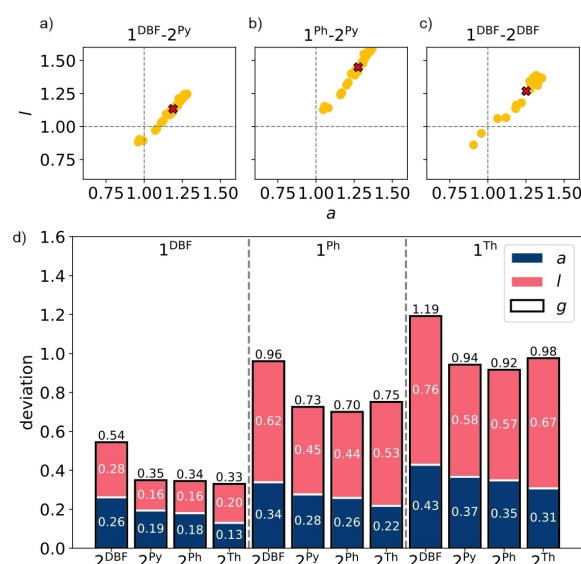 a) 1^DBF-2^Py b) 1^Ph-2^Py c) 1^DBF-2^DBF
1.50
1.25
1.00
0.75
l
0.75 1.00 1.25 1.50 0.75 1.00 1.25 1.50 0.75 1.00 1.25 1.50
a
d)
1.6
1.4
1.2
1.0
0.8
0.6
0.4
0.2
0.0
deviation
1^DBF 1^Ph 1^Th
a
l
g
0.54 0.35 0.34 0.33 0.96 0.73 0.70 0.75 1.19 0.94 0.92 0.98
0.28 0.16 0.16 0.20 0.62 0.45 0.44 0.53 0.76 0.58 0.57 0.67
0.26 0.19 0.18 0.13 0.34 0.28 0.26 0.22 0.43 0.37 0.35 0.31
2^DBF 2^Py 2^Ph 2^Th 2^DBF 2^Py 2^Ph 2^Th 2^DBF 2^Py 2^Ph 2^Th